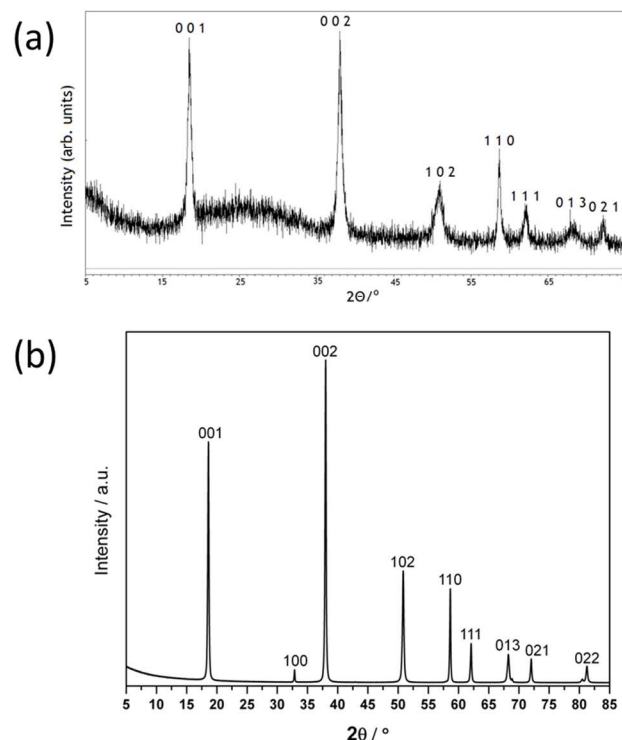 (a)
0 0 1
0 0 2
1 0 2
1 1 0
1 1 1
0 1 3
0 2 1
Intensity (arb. units)
5 15 25 35 45 55 65
2Θ/°
(b)
002
001
100
102
110
111
013
021
022
Intensity / a.u.
5 10 15 20 25 30 35 40 45 50 55 60 65 70 75 80 85
2θ / °